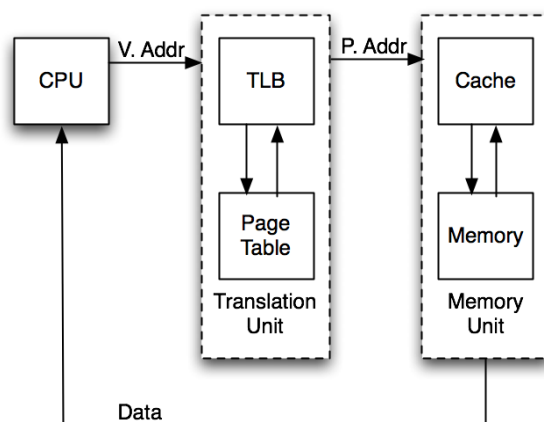 V. Addr
P. Addr
CPU
TLB
Cache
Page
Table
Memory
Translation
Unit
Memory
Unit
Data